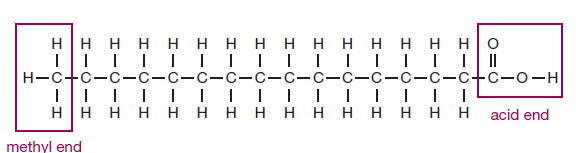 H H H H H H H H H H H H H H H O
H–C–C–C–C–C–C–C–C–C–C–C–C–C–C–C–C–O–H
H H H H H H H H H H H H H H H
acid end
methyl end